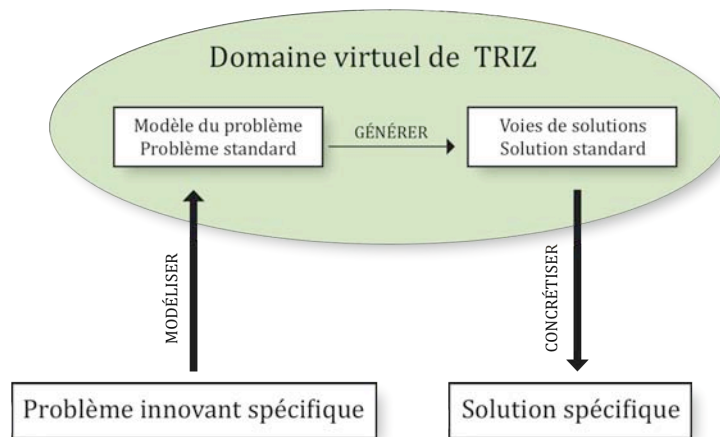 Domaine virtuel de TRIZ
Modèle du problème
Problème standard
GÉNÉRER
Voies de solutions
Solution standard
MODÉLISER
CONCRÉTISER
Problème innovant spécifique
Solution spécifique